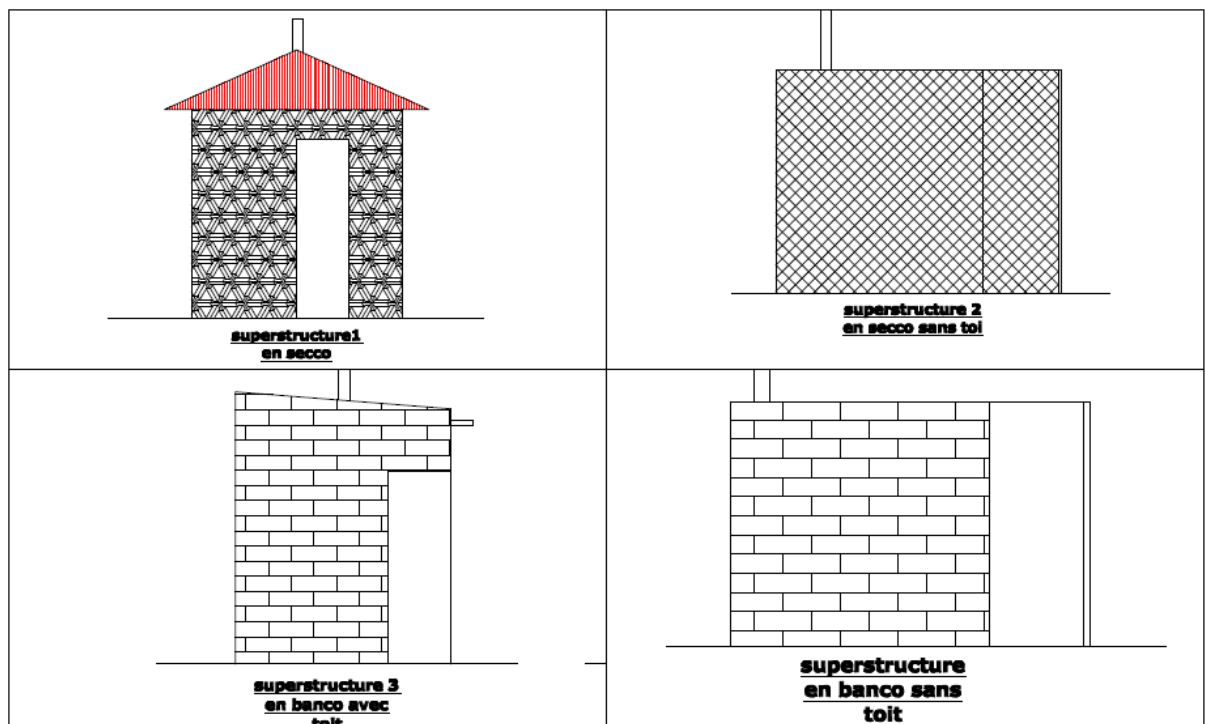 superstructure1
en secco
superstructure 2
en secco sans toi
superstructure 3
en banco avec
toit
superstructure
en banco sans
toit